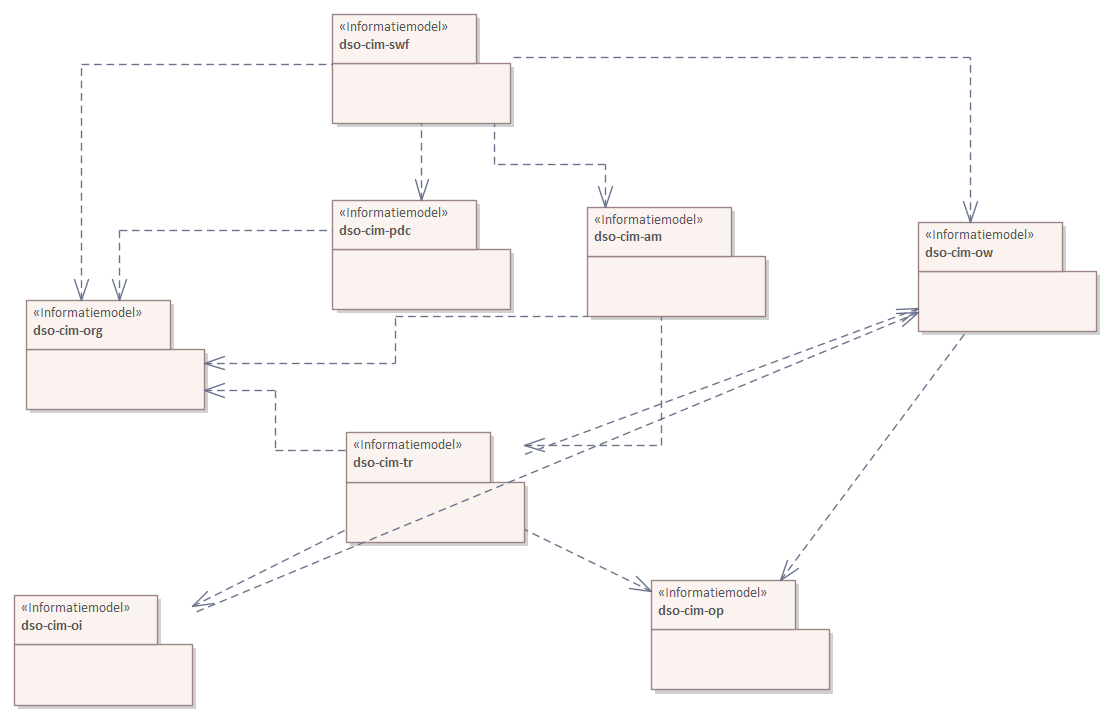 «Informatiemodel»
dso-cim-swf
«Informatiemodel»
dso-cim-pdc
«Informatiemodel»
dso-cim-am
«Informatiemodel»
dso-cim-ow
«Informatiemodel»
dso-cim-org
«Informatiemodel»
dso-cim-tr
«Informatiemodel»
dso-cim-oi
«Informatiemodel»
dso-cim-op